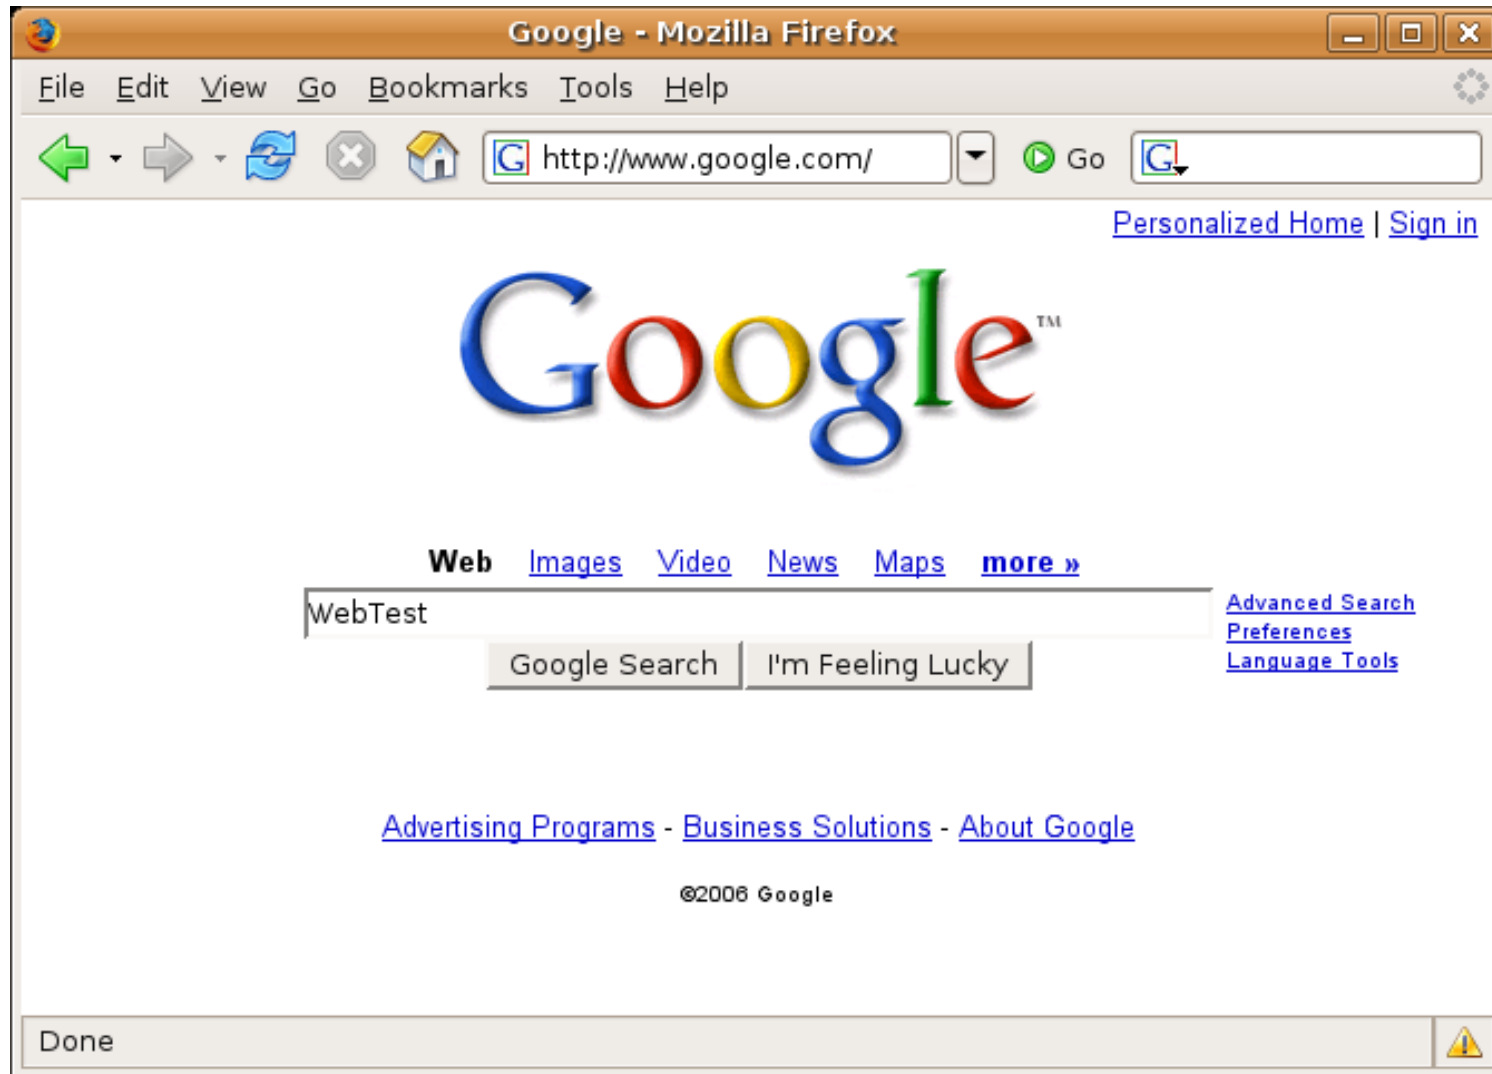 Google - Mozilla Firefox
File Edit View Go Bookmarks Tools Help
G http://www.google.com/ Go G
Personalized Home | Sign in
Google™
Web Images Video News Maps more »
WebTest
Advanced Search
Preferences
Language Tools
Google Search I'm Feeling Lucky
Advertising Programs - Business Solutions - About Google
©2006 Google
Done